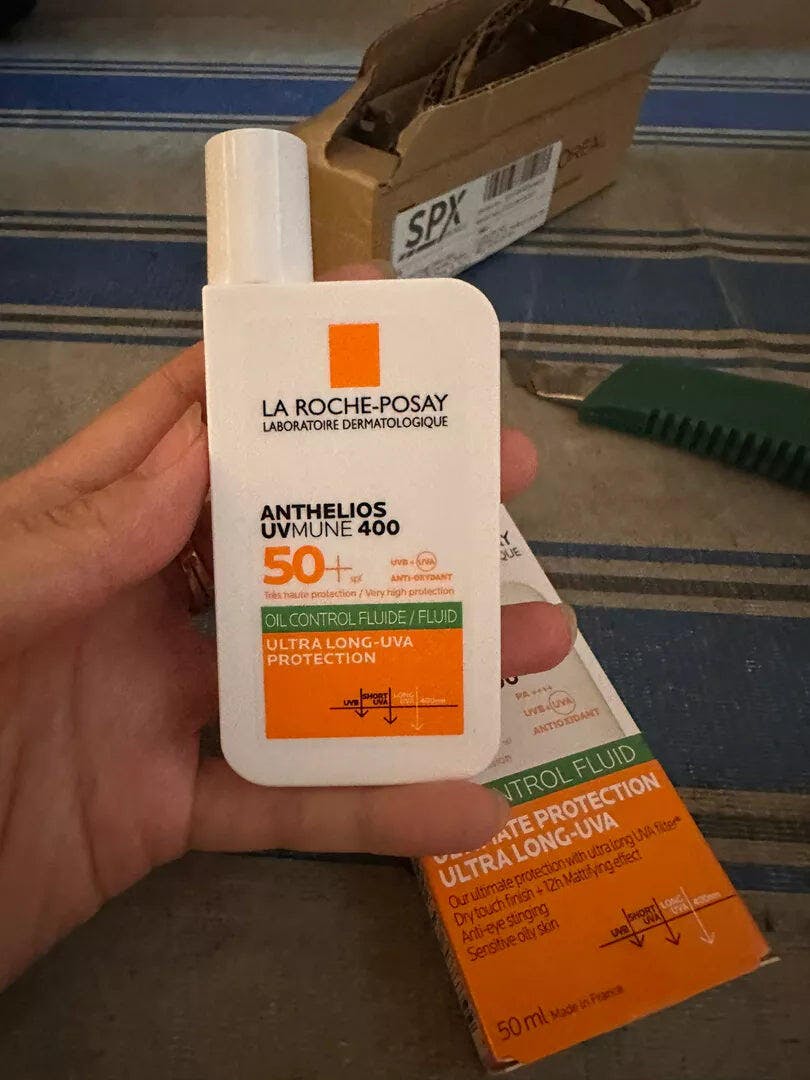 SPX
OREAL
LA ROCHE-POSAY
LABORATOIRE DERMATOLOGIQUE
ANTHELIOS
UVMUNE 400
50+ spf
UVB + UVA
ANTI-OXYDANT
Très haute protection / Very high protection
OIL CONTROL FLUIDE / FLUID
ULTRA LONG-UVA
PROTECTION
UVB SHORT UVA LONG UVA 400nm
Y
QUE
PA ++++
UVB + UVA
ANTIOXIDANT
NTROL FLUID
ULTIMATE PROTECTION
ULTRA LONG-UVA
Our ultimate protection with ultra long UVA filter*
Dry touch finish + 12h Mattifying effect
Anti-eye stinging
Sensitive oily skin
UVB SHORT UVA LONG UVA 400nm
50 ml Made in France